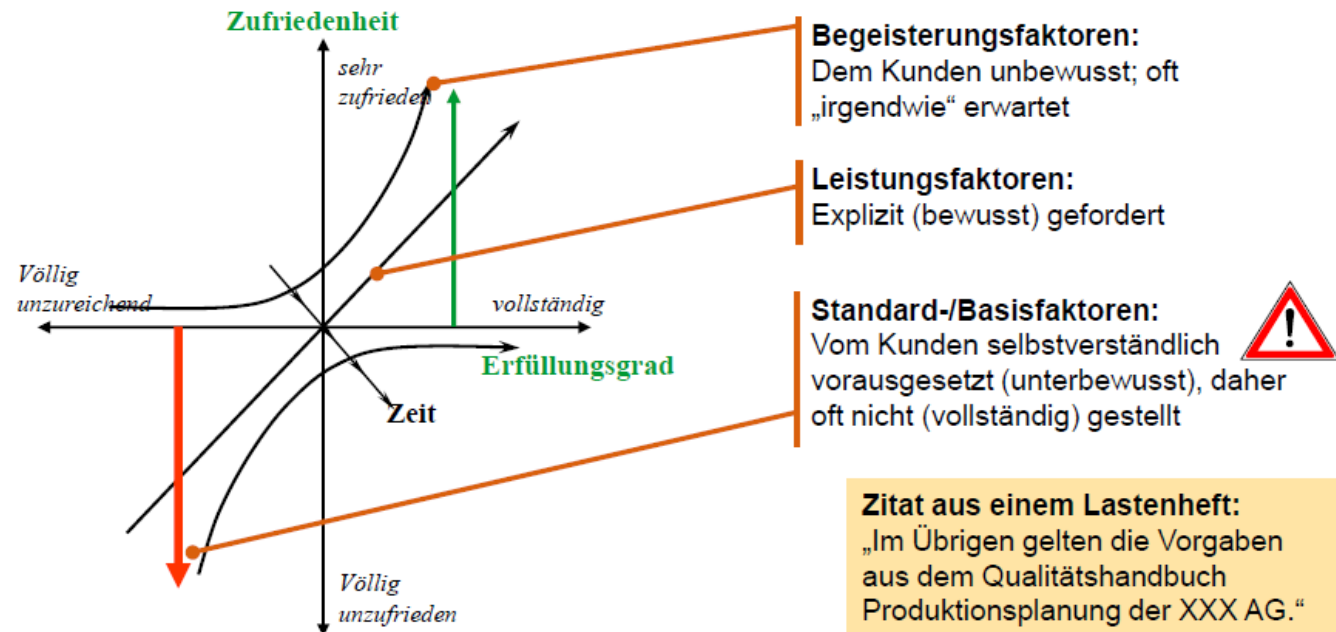 Zufriedenheit
sehr
zufrieden
Völlig
unzureichend
vollständig
Erfüllungsgrad
Zeit
Völlig
unzufrieden
Begeisterungsfaktoren:
Dem Kunden unbewusst; oft
„irgendwie“ erwartet
Leistungsfaktoren:
Explizit (bewusst) gefordert
Standard-/Basisfaktoren:
Vom Kunden selbstverständlich
vorausgesetzt (unterbewusst), daher
oft nicht (vollständig) gestellt
!
Zitat aus einem Lastenheft:
„Im Übrigen gelten die Vorgaben
aus dem Qualitätshandbuch
Produktionsplanung der XXX AG.“